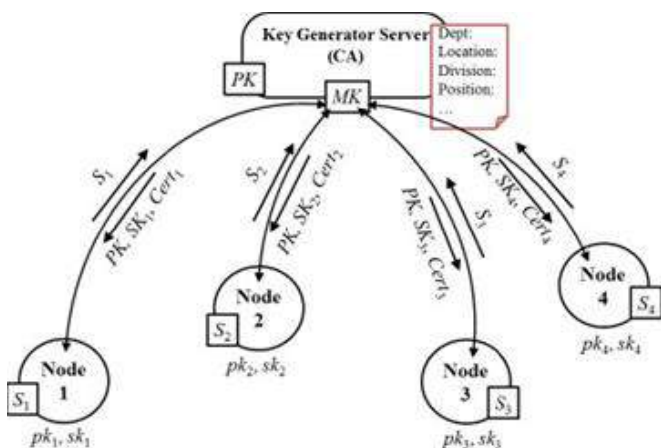 Key Generator Server
(CA)
PK
MK
Dept:
Location:
Division:
Position:
...
S₁
PK, SK₁, Cert₁
S₂
PK, SK₂, Cert₂
PK, SK₃, Cert₃
S₃
PK, SK₄, Cert₄
S₄
Node
1
S₁
pk₁, sk₁
Node
2
S₂
pk₂, sk₂
Node
3
S₃
pk₃, sk₃
Node
4
S₄
pk₄, sk₄